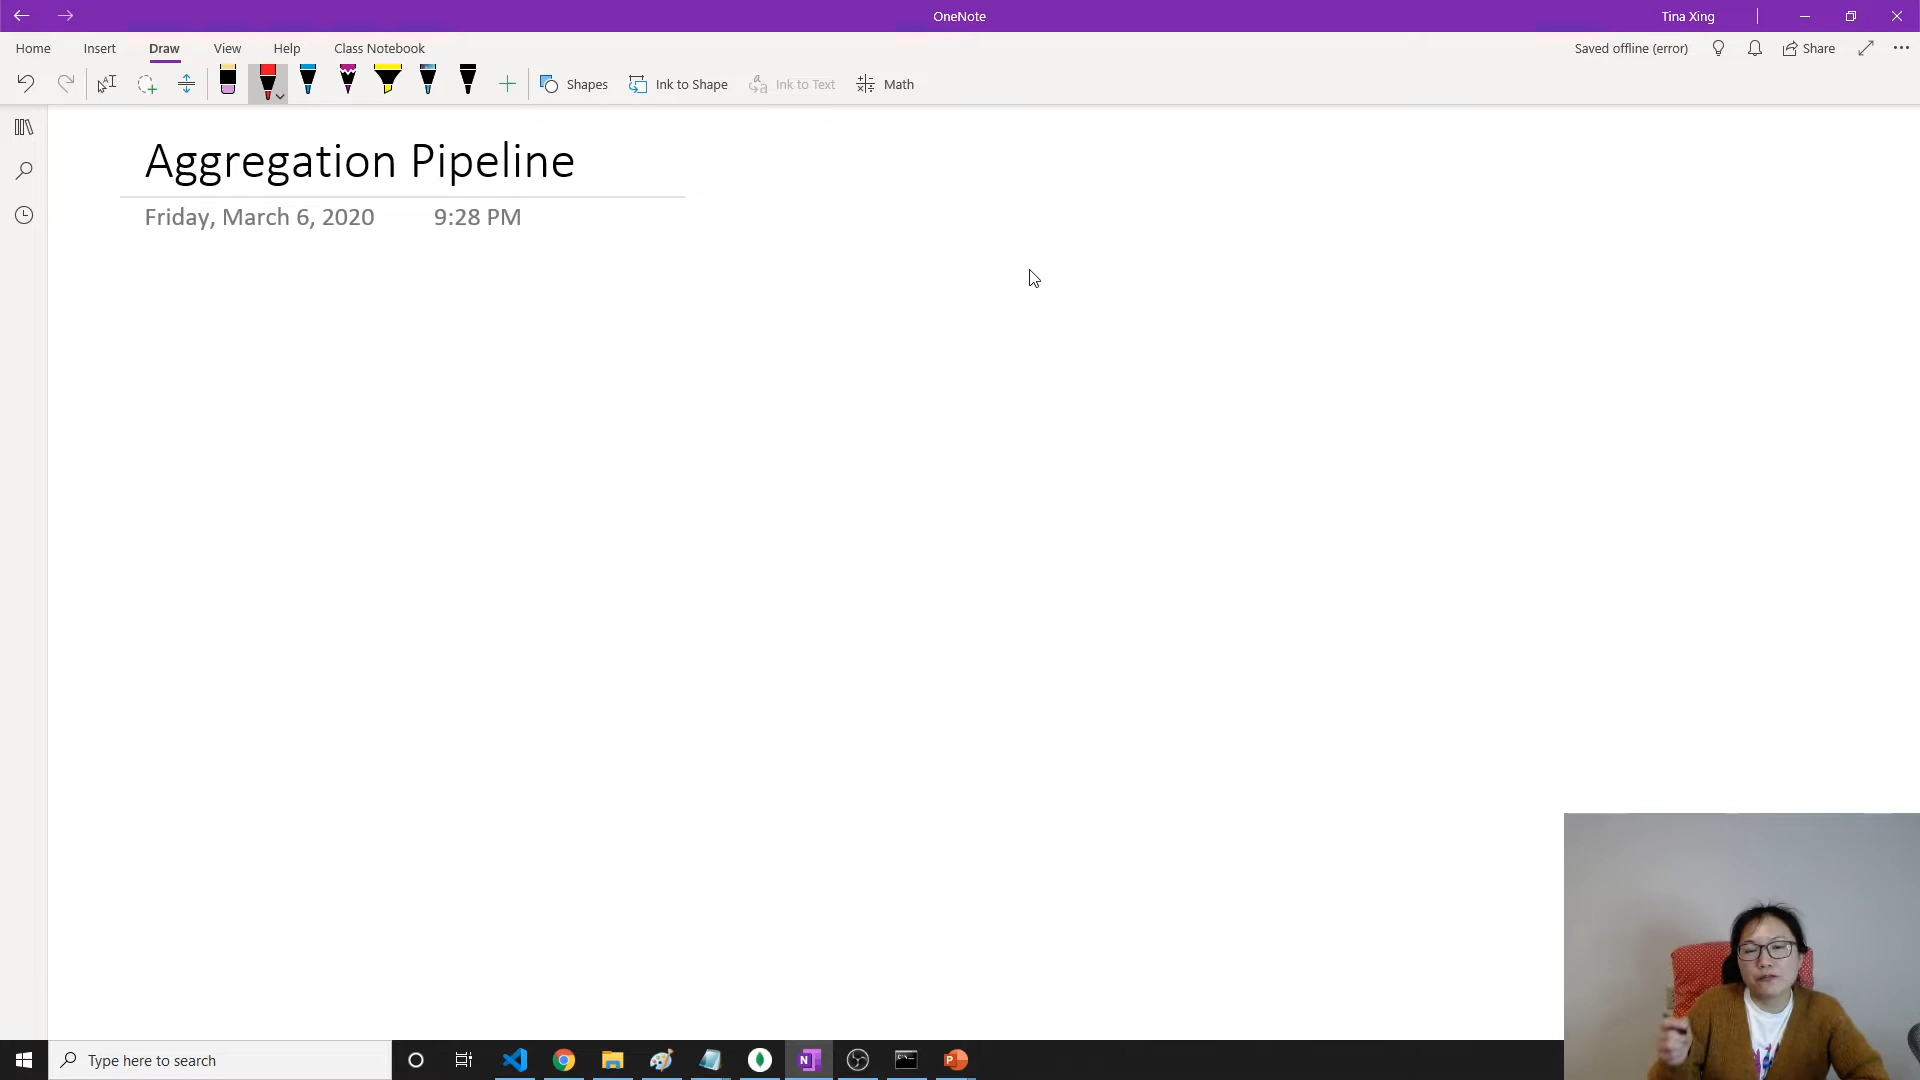 OneNote
Tina Xing
Home Insert Draw View Help Class Notebook
Saved offline (error) Share
Shapes Ink to Shape Ink to Text Math
Aggregation Pipeline
Friday, March 6, 2020 9:28 PM
Type here to search